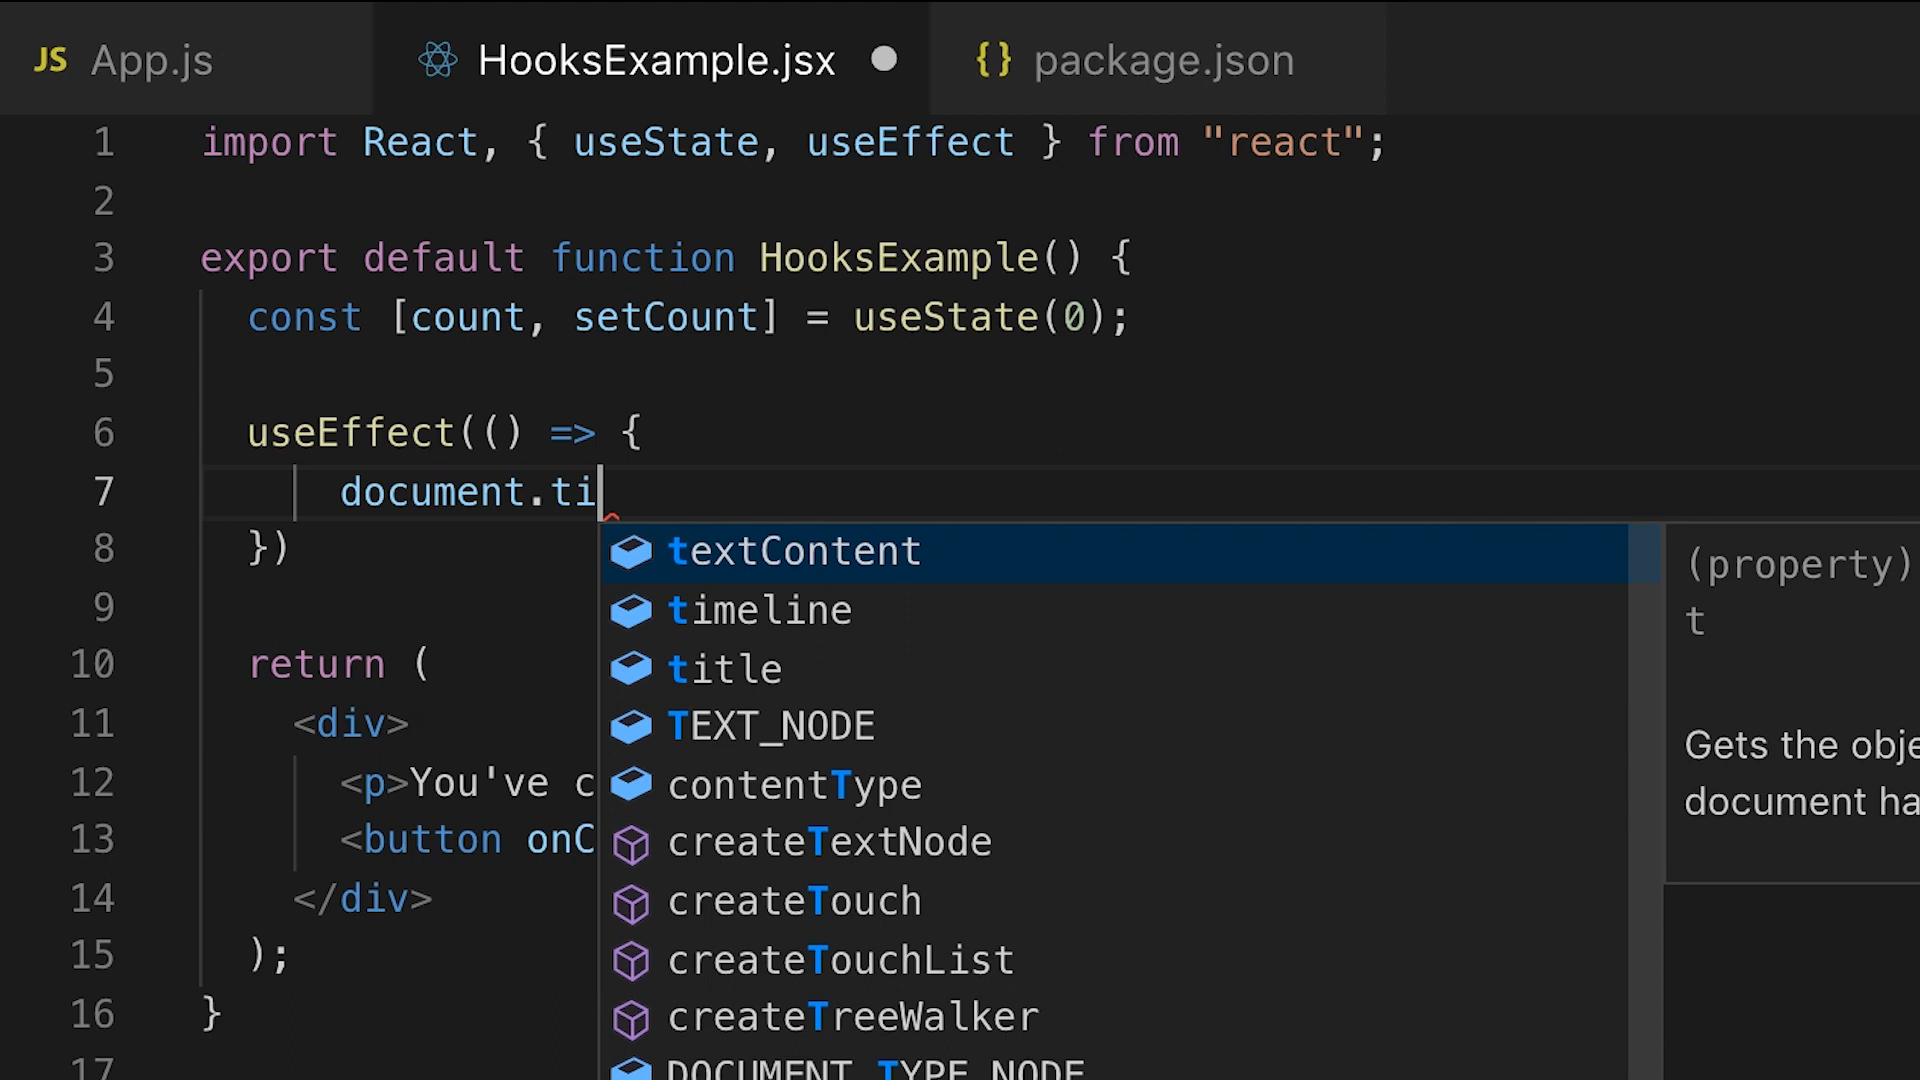 JS App.js HooksExample.jsx {} package.json
1 import React, { useState, useEffect } from "react";
2
3 export default function HooksExample() {
4 const [count, setCount] = useState(0);
5
6 useEffect(() => {
7 document.ti
8 })
9
10 return (
11 <div>
12 <p>You've c
13 <button onC
14 </div>
15 );
16 }
17
textContent
timeline
title
TEXT_NODE
contentType
createTextNode
createTouch
createTouchList
createTreeWalker
DOCUMENT_TYPE_NODE
(property)
t
Gets the obje
document ha